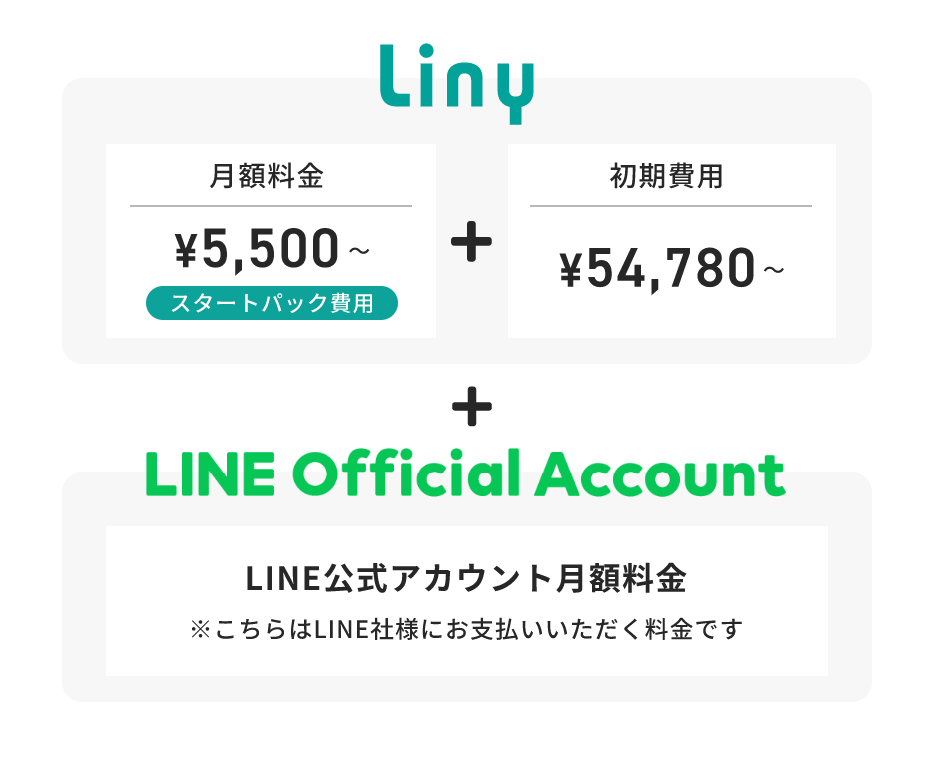 Liny
月額料金
¥5,500～
スタートパック費用
+
初期費用
¥54,780～
+
LINE Official Account
LINE公式アカウント月額料金
※こちらはLINE社様にお支払いいただく料金です